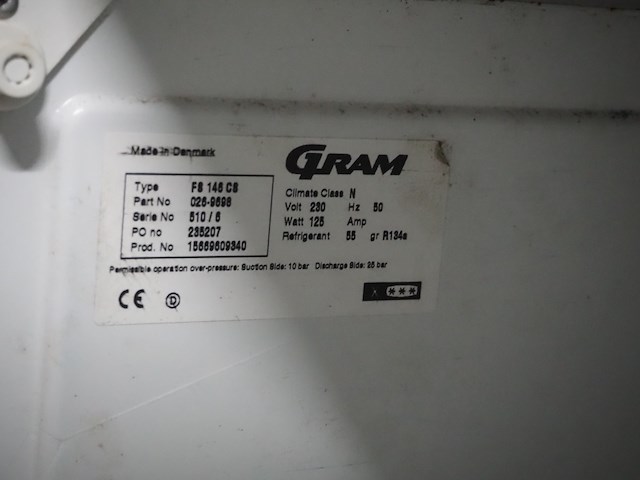 Made in Denmark
GRAM
Type FS 146 CS
Part No 026-9698
Serie No 510 / 6
PO no 235207
Prod. No 15669609340
Climate Class N
Volt 230 Hz 50
Watt 125 Amp
Refrigerant 55 gr R134a
Permissible operation over-pressure: Suction Side: 10 bar Discharge Side: 25 bar
CE D
* ***